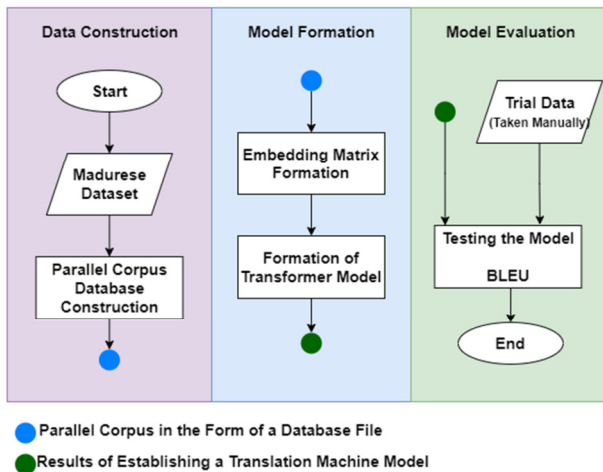 Data Construction
Start
Madurese
Dataset
Parallel Corpus
Database
Construction
Model Formation
Embedding Matrix
Formation
Formation of
Transformer Model
Model Evaluation
Trial Data
(Taken Manually)
Testing the Model
BLEU
End
Parallel Corpus in the Form of a Database File
Results of Establishing a Translation Machine Model